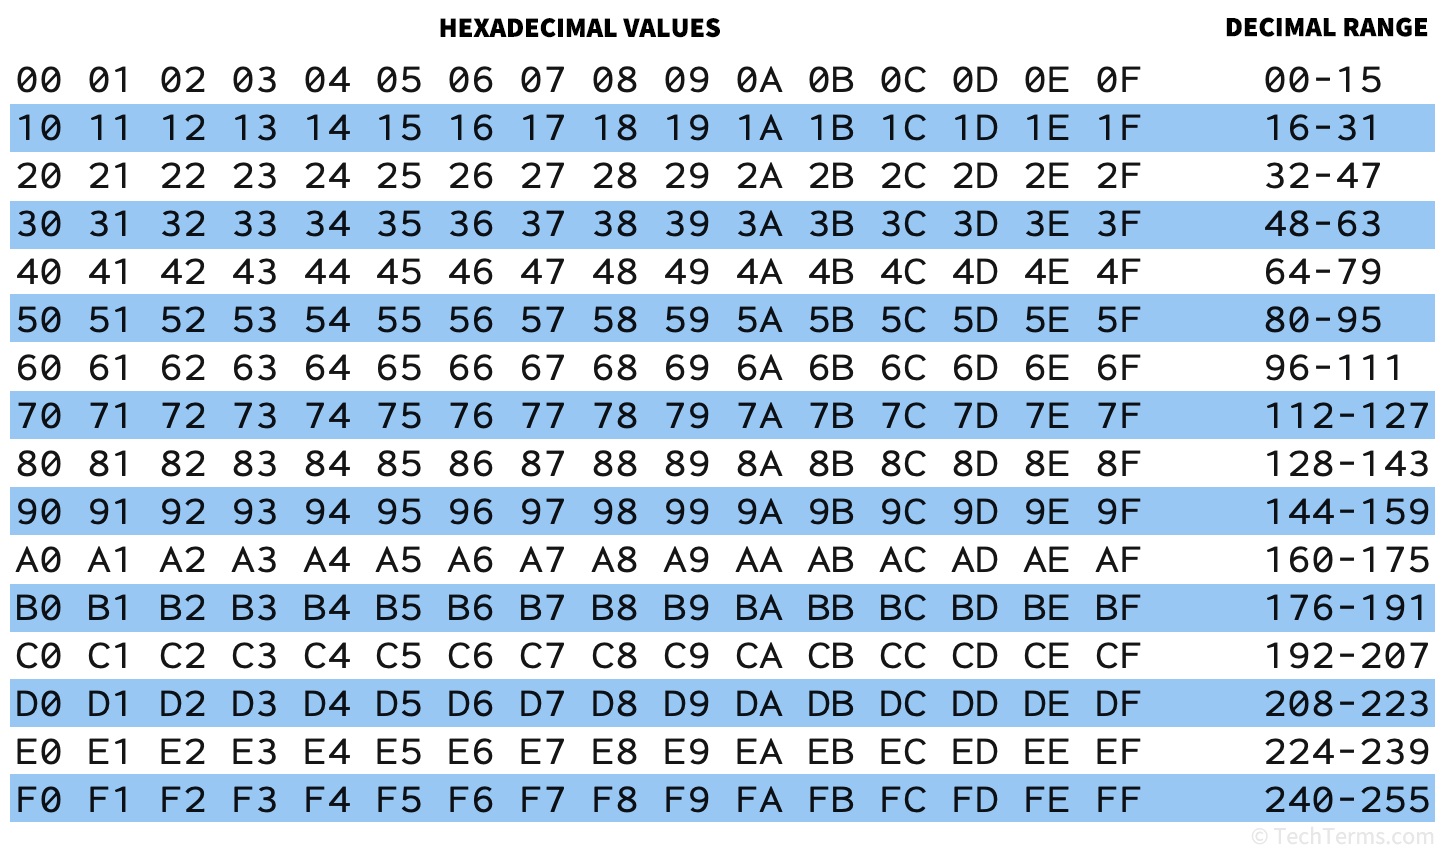 HEXADECIMAL VALUES DECIMAL RANGE
00 01 02 03 04 05 06 07 08 09 0A 0B 0C 0D 0E 0F 00-15
10 11 12 13 14 15 16 17 18 19 1A 1B 1C 1D 1E 1F 16-31
20 21 22 23 24 25 26 27 28 29 2A 2B 2C 2D 2E 2F 32-47
30 31 32 33 34 35 36 37 38 39 3A 3B 3C 3D 3E 3F 48-63
40 41 42 43 44 45 46 47 48 49 4A 4B 4C 4D 4E 4F 64-79
50 51 52 53 54 55 56 57 58 59 5A 5B 5C 5D 5E 5F 80-95
60 61 62 63 64 65 66 67 68 69 6A 6B 6C 6D 6E 6F 96-111
70 71 72 73 74 75 76 77 78 79 7A 7B 7C 7D 7E 7F 112-127
80 81 82 83 84 85 86 87 88 89 8A 8B 8C 8D 8E 8F 128-143
90 91 92 93 94 95 96 97 98 99 9A 9B 9C 9D 9E 9F 144-159
A0 A1 A2 A3 A4 A5 A6 A7 A8 A9 AA AB AC AD AE AF 160-175
B0 B1 B2 B3 B4 B5 B6 B7 B8 B9 BA BB BC BD BE BF 176-191
C0 C1 C2 C3 C4 C5 C6 C7 C8 C9 CA CB CC CD CE CF 192-207
D0 D1 D2 D3 D4 D5 D6 D7 D8 D9 DA DB DC DD DE DF 208-223
E0 E1 E2 E3 E4 E5 E6 E7 E8 E9 EA EB EC ED EE EF 224-239
F0 F1 F2 F3 F4 F5 F6 F7 F8 F9 FA FB FC FD FE FF 240-255
© TechTerms.com